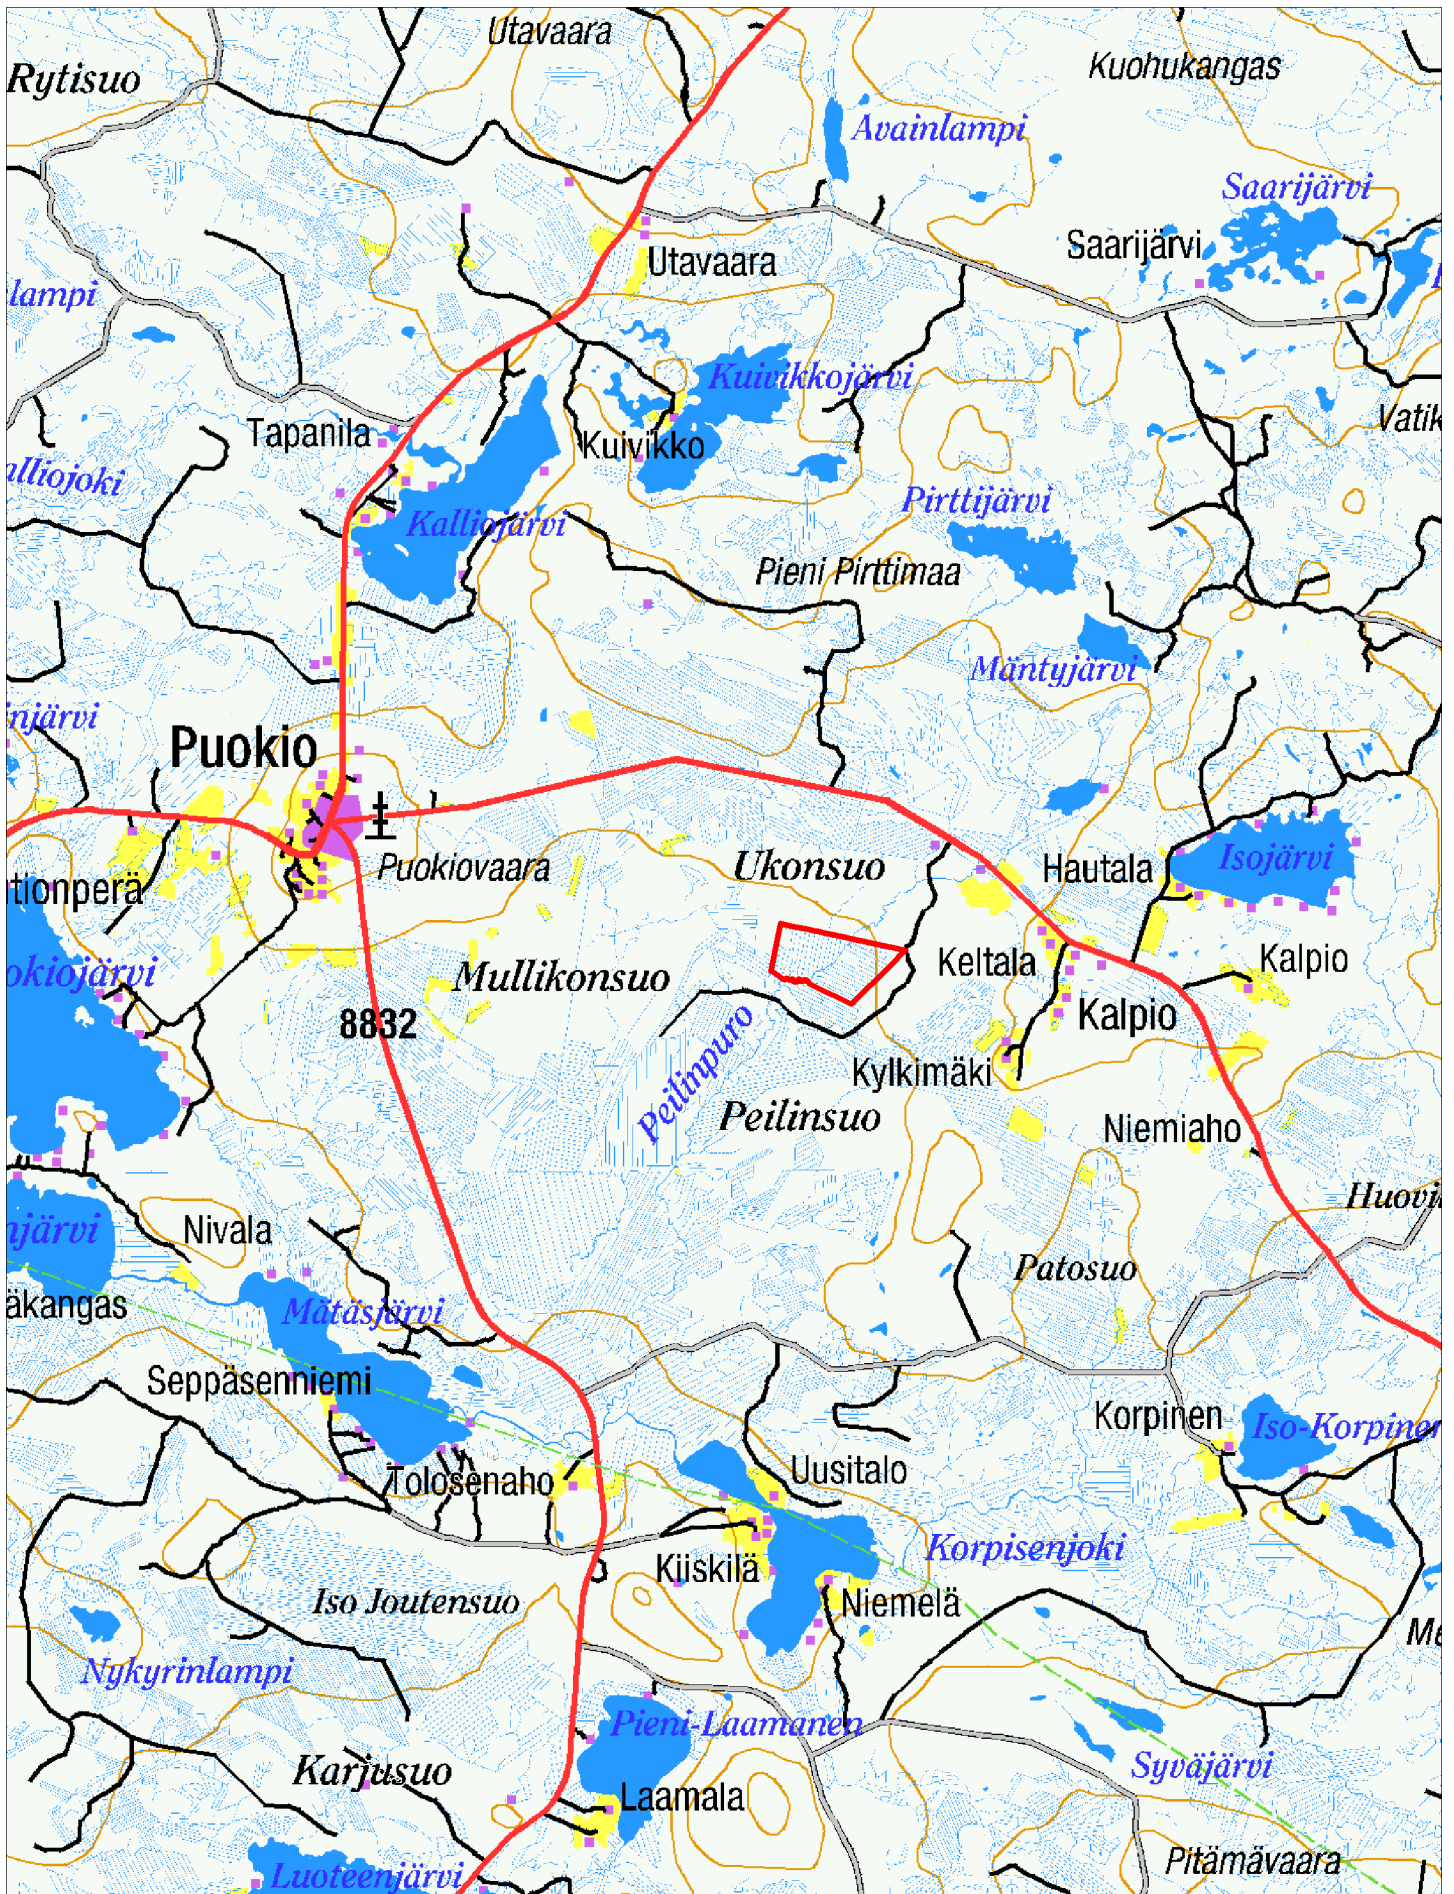 Utavaara
Rytisuo
Kuohukangas
Avainlampi
Saarijärvi
Saarijärvi
Utavaara
lampi
Kuivikkojärvi
Tapanila
Kuivikko
Vatik
alliojoki
Kalliojärvi
Pirttijärvi
Pieni Pirttimaa
Mäntyjärvi
njärvi
Puokio
Puokiovaara
Ukonsuo
Hautala
Isojärvi
tionperä
okiojärvi
Mullikonsuo
Keltala
Kalpio
8832
Kalpio
Peilinpuro
Kylkimäki
Peilinsuo
Niemiaho
Huovi
njärvi
Nivala
Patosuo
äkangas
Mätäsjärvi
Seppäsenniemi
Korpinen
Iso-Korpinen
Tolosenaho
Uusitalo
Korpisenjoki
Kiiskilä
Iso Joutensuo
Niemelä
Me
Nykyrinlampi
Pieni-Laamanen
Karjusuo
Syväjärvi
Laamala
Pitämävaara
Luoteenjärvi